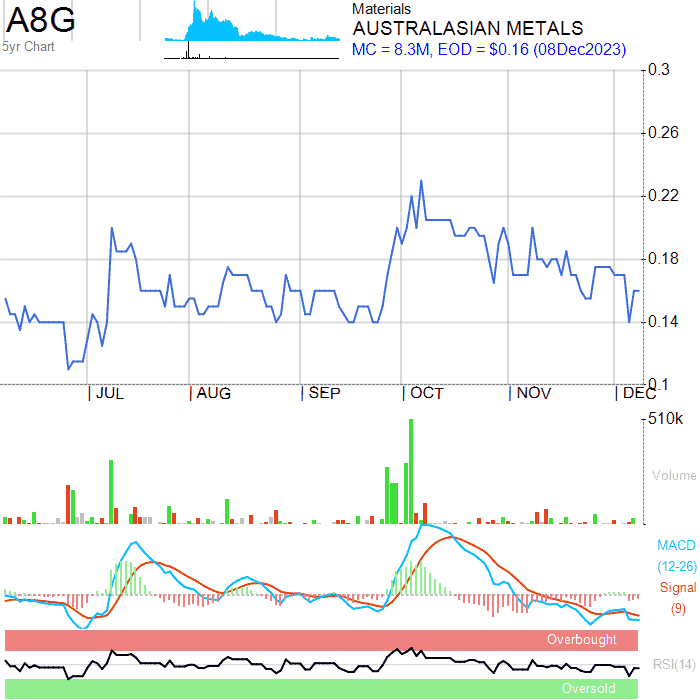 A8G
5yr Chart
Materials
AUSTRALASIAN METALS
MC = 8.3M, EOD = $0.16 (08Dec2023)
0.3
0.26
0.22
0.18
0.14
0.1
JUL AUG SEP OCT NOV DEC
510k
Volume
MACD
(12-26)
Signal
(9)
Overbought
RSI(14)
Oversold